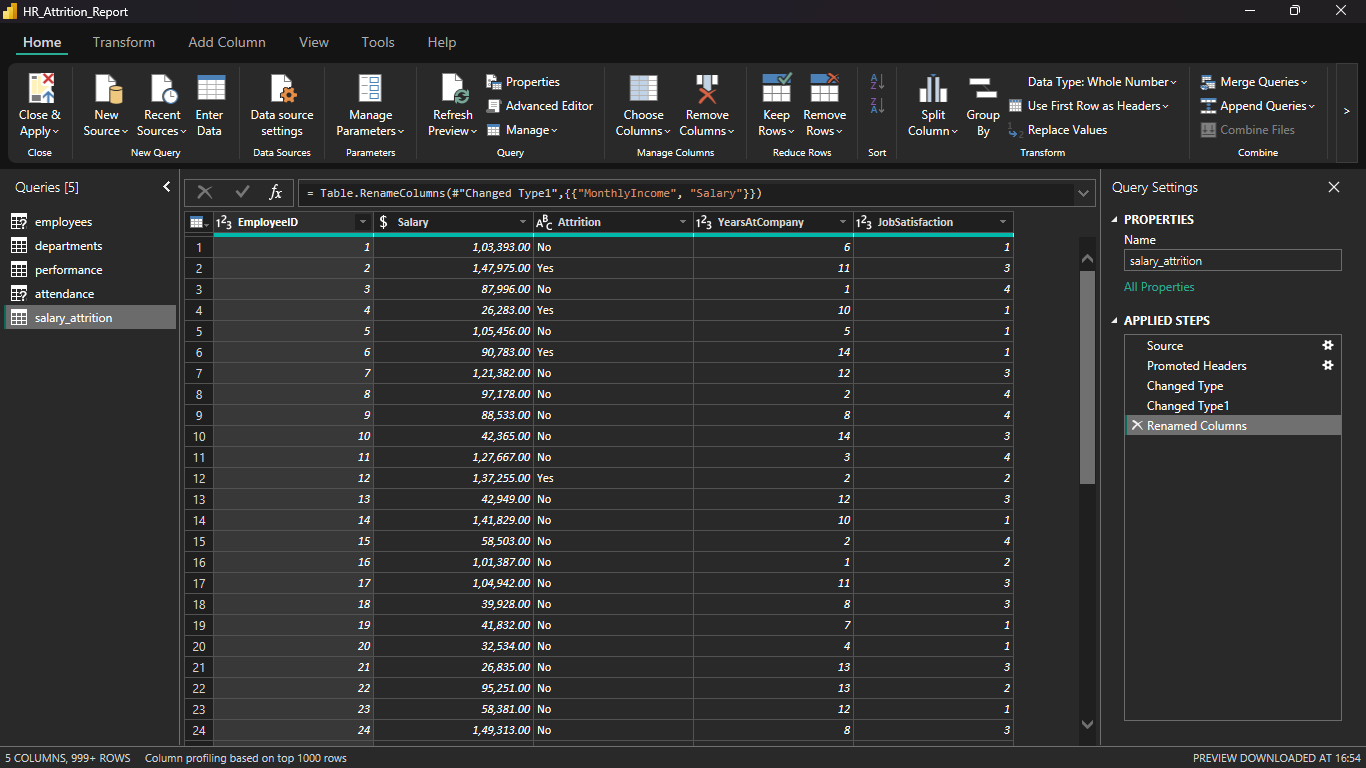 HR_Attrition_Report
Home Transform Add Column View Tools Help
Close & Apply
New Source
Recent Sources
Enter Data
Data source settings
Manage Parameters
Refresh Preview
Properties
Advanced Editor
Manage
Choose Columns
Remove Columns
Keep Rows
Remove Rows
Split Column
Group By
Data Type: Whole Number
Use First Row as Headers
Replace Values
Merge Queries
Append Queries
Combine Files
Close New Query Data Sources Parameters Query Manage Columns Reduce Rows Sort Transform Combine
Queries [5]
employees
departments
performance
attendance
salary_attrition
fx = Table.RenameColumns(#"Changed Type1",{{"MonthlyIncome", "Salary"}})
1²3 EmployeeID $ Salary ABC Attrition 1²3 YearsAtCompany 1²3 JobSatisfaction
1 1 1,03,393.00 No 6 1
2 2 1,47,975.00 Yes 11 3
3 3 87,996.00 No 1 4
4 4 26,283.00 Yes 10 1
5 5 1,05,456.00 No 5 1
6 6 90,783.00 Yes 14 1
7 7 1,21,382.00 No 12 3
8 8 97,178.00 No 2 4
9 9 88,533.00 No 8 4
10 10 42,365.00 No 14 3
11 11 1,27,667.00 No 3 4
12 12 1,37,255.00 Yes 2 2
13 13 42,949.00 No 12 3
14 14 1,41,829.00 No 10 1
15 15 58,503.00 No 2 4
16 16 1,01,387.00 No 1 2
17 17 1,04,942.00 No 11 3
18 18 39,928.00 No 8 3
19 19 41,832.00 No 7 1
20 20 32,534.00 No 4 1
21 21 26,835.00 No 13 3
22 22 95,251.00 No 13 2
23 23 58,381.00 No 12 1
24 24 1,49,313.00 No 8 3
Query Settings
PROPERTIES
Name
salary_attrition
All Properties
APPLIED STEPS
Source
Promoted Headers
Changed Type
Changed Type1
Renamed Columns
5 COLUMNS, 999+ ROWS Column profiling based on top 1000 rows PREVIEW DOWNLOADED AT 16:54